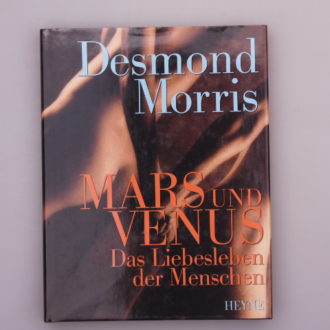 Desmond
Morris
MARS UND
VENUS
Das Liebesleben
der Menschen
HEYNE